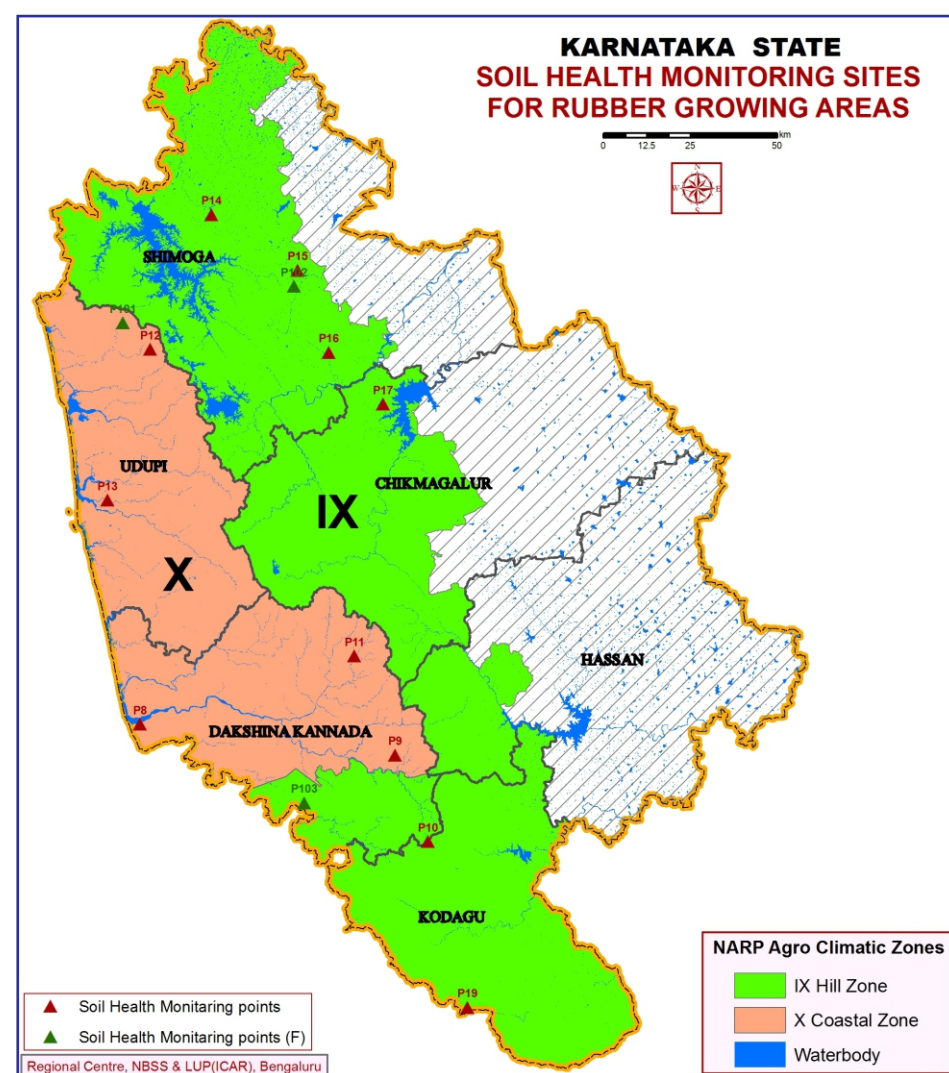 KARNATAKA STATE
SOIL HEALTH MONITORING SITES
FOR RUBBER GROWING AREAS
km
0 12.5 25 50
N
W E
S
P14
SHIMOGA
P15
P102
P101
P12
P16
P17
UDUPI
CHIKMAGALUR
P13
IX
X
P11
HASSAN
P8
DAKSHINA KANNADA
P9
P103
P10
KODAGU
P19
NARP Agro Climatic Zones
IX Hill Zone
X Coastal Zone
Waterbody
Soil Health Monitaring points
Soil Health Monitaring points (F)
Regional Centre, NBSS & LUP(ICAR), Bengaluru